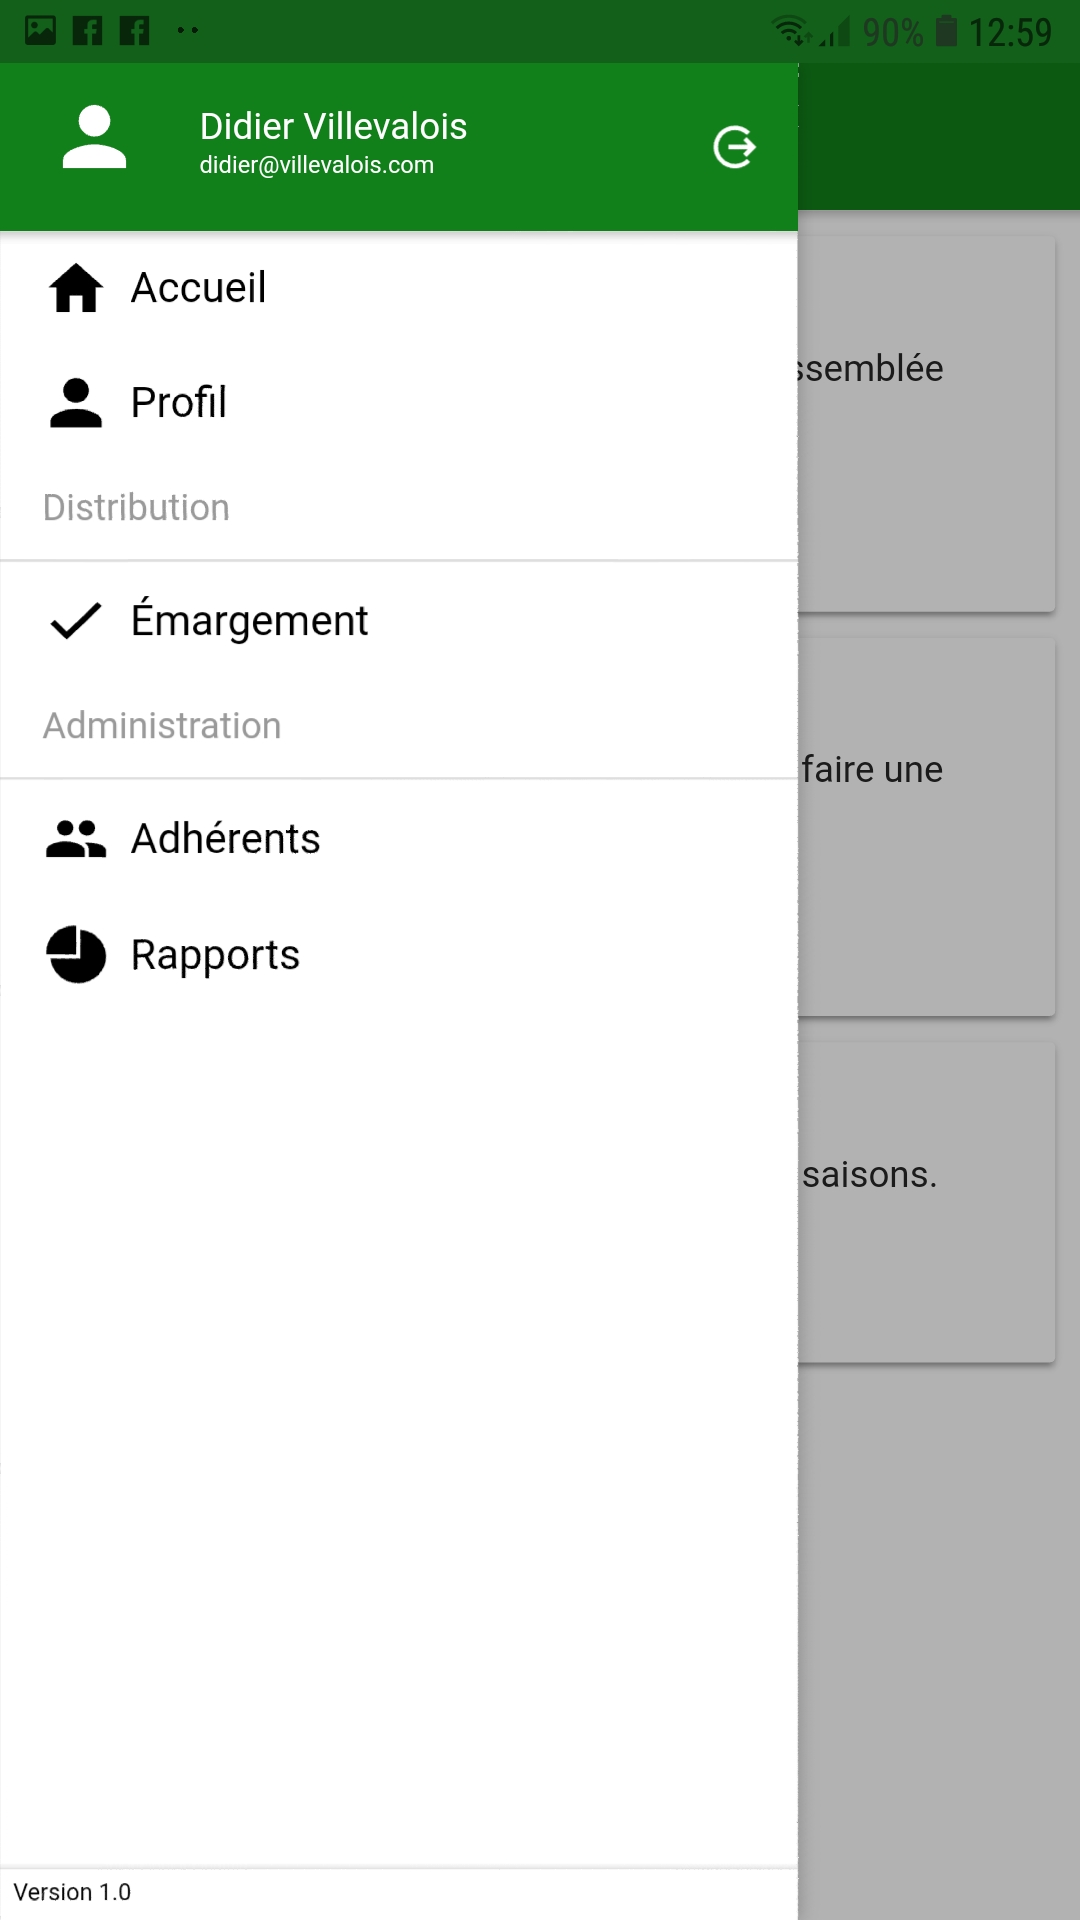 90% 12:59
Didier Villevalois
didier@villevalois.com
Accueil
ssemblée
Profil
Distribution
Émargement
Administration
faire une
Adhérents
Rapports
saisons.
Version 1.0